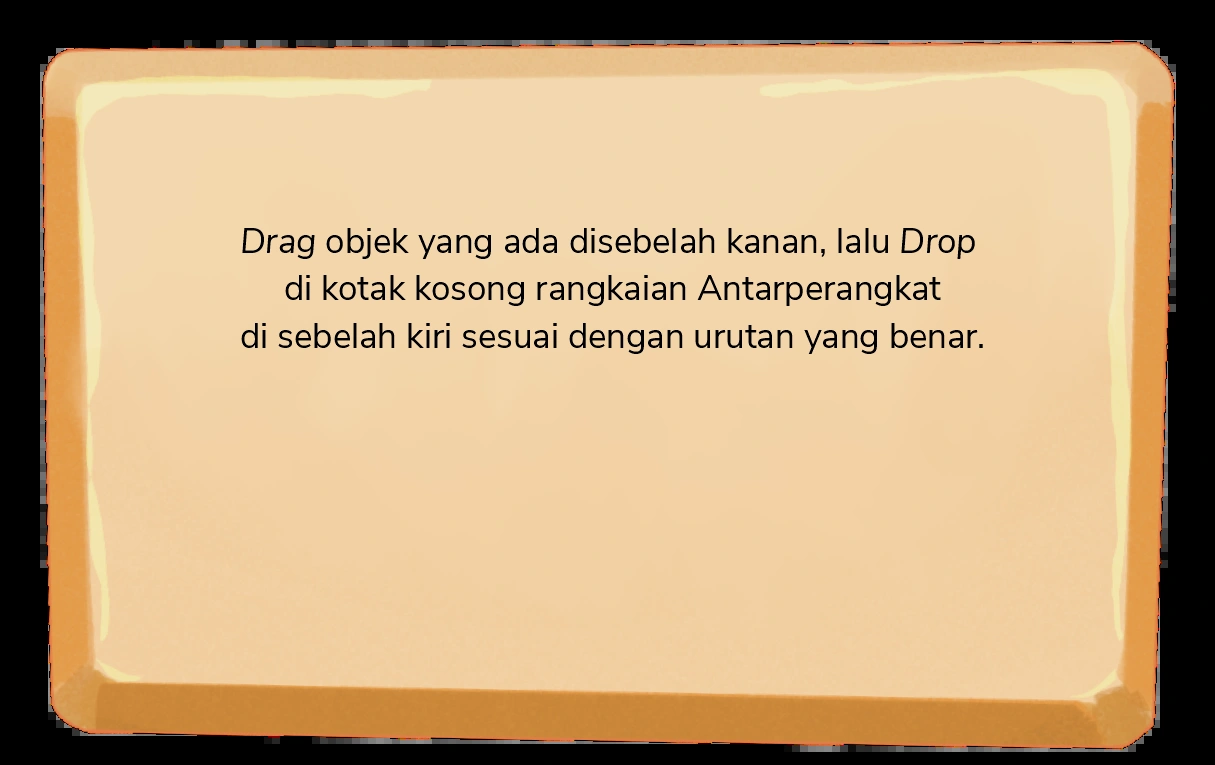 Drag objek yang ada disebelah kanan, lalu Drop
di kotak kosong rangkaian Antarperangkat
di sebelah kiri sesuai dengan urutan yang benar.